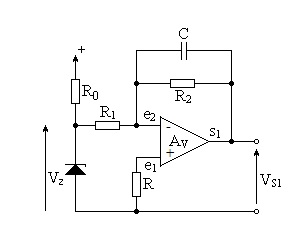 C
+
R0
R1
R2
e2
-
s1
Av
e1
+
R
Vz
VS1